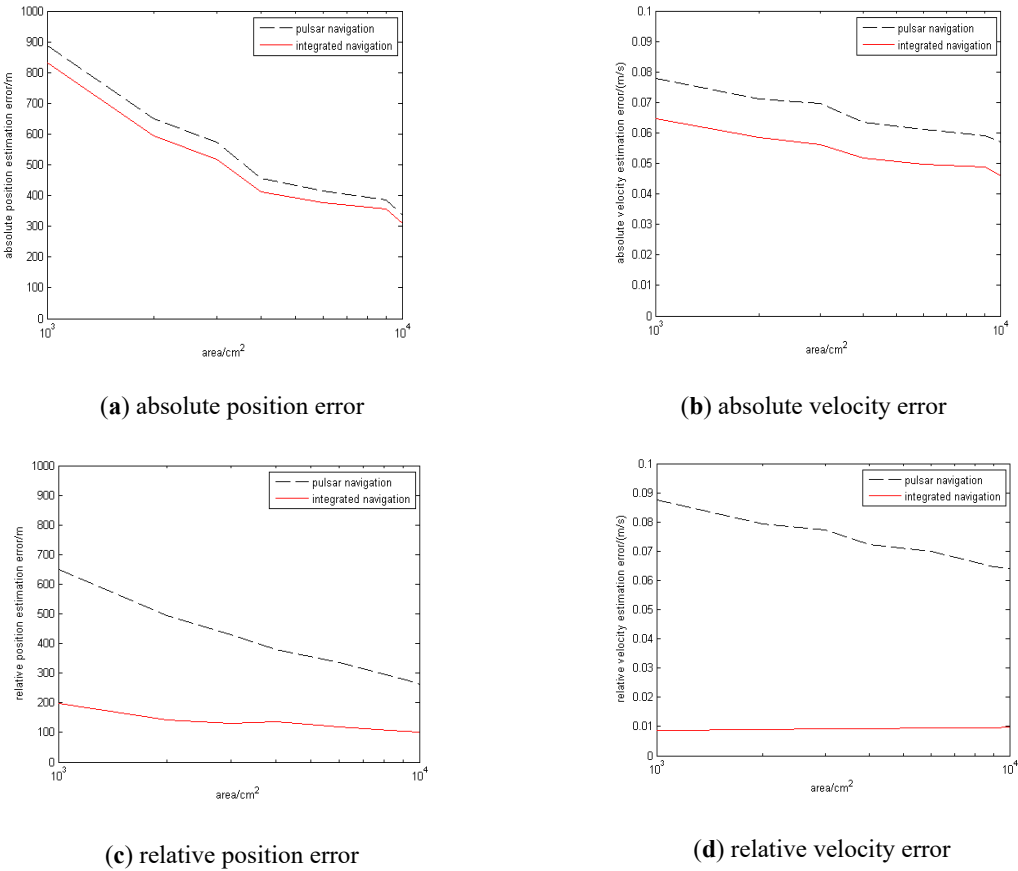 1000
900
800
700
600
500
400
300
200
100
0
absolute position estimation error/m
pulsar navigation
integrated navigation
10^3
10^4
area/cm^2
(a) absolute position error
0.1
0.09
0.08
0.07
0.06
0.05
0.04
0.03
0.02
0.01
0
absolute velocity estimation error/(m/s)
pulsar navigation
integrated navigation
10^3
10^4
area/cm^2
(b) absolute velocity error
1000
900
800
700
600
500
400
300
200
100
0
relative position estimation error/m
pulsar navigation
integrated navigation
10^3
10^4
area/cm^2
(c) relative position error
0.1
0.09
0.08
0.07
0.06
0.05
0.04
0.03
0.02
0.01
0
relative velocity estimation error/(m/s)
pulsar navigation
integrated navigation
10^3
10^4
area/cm^2
(d) relative velocity error